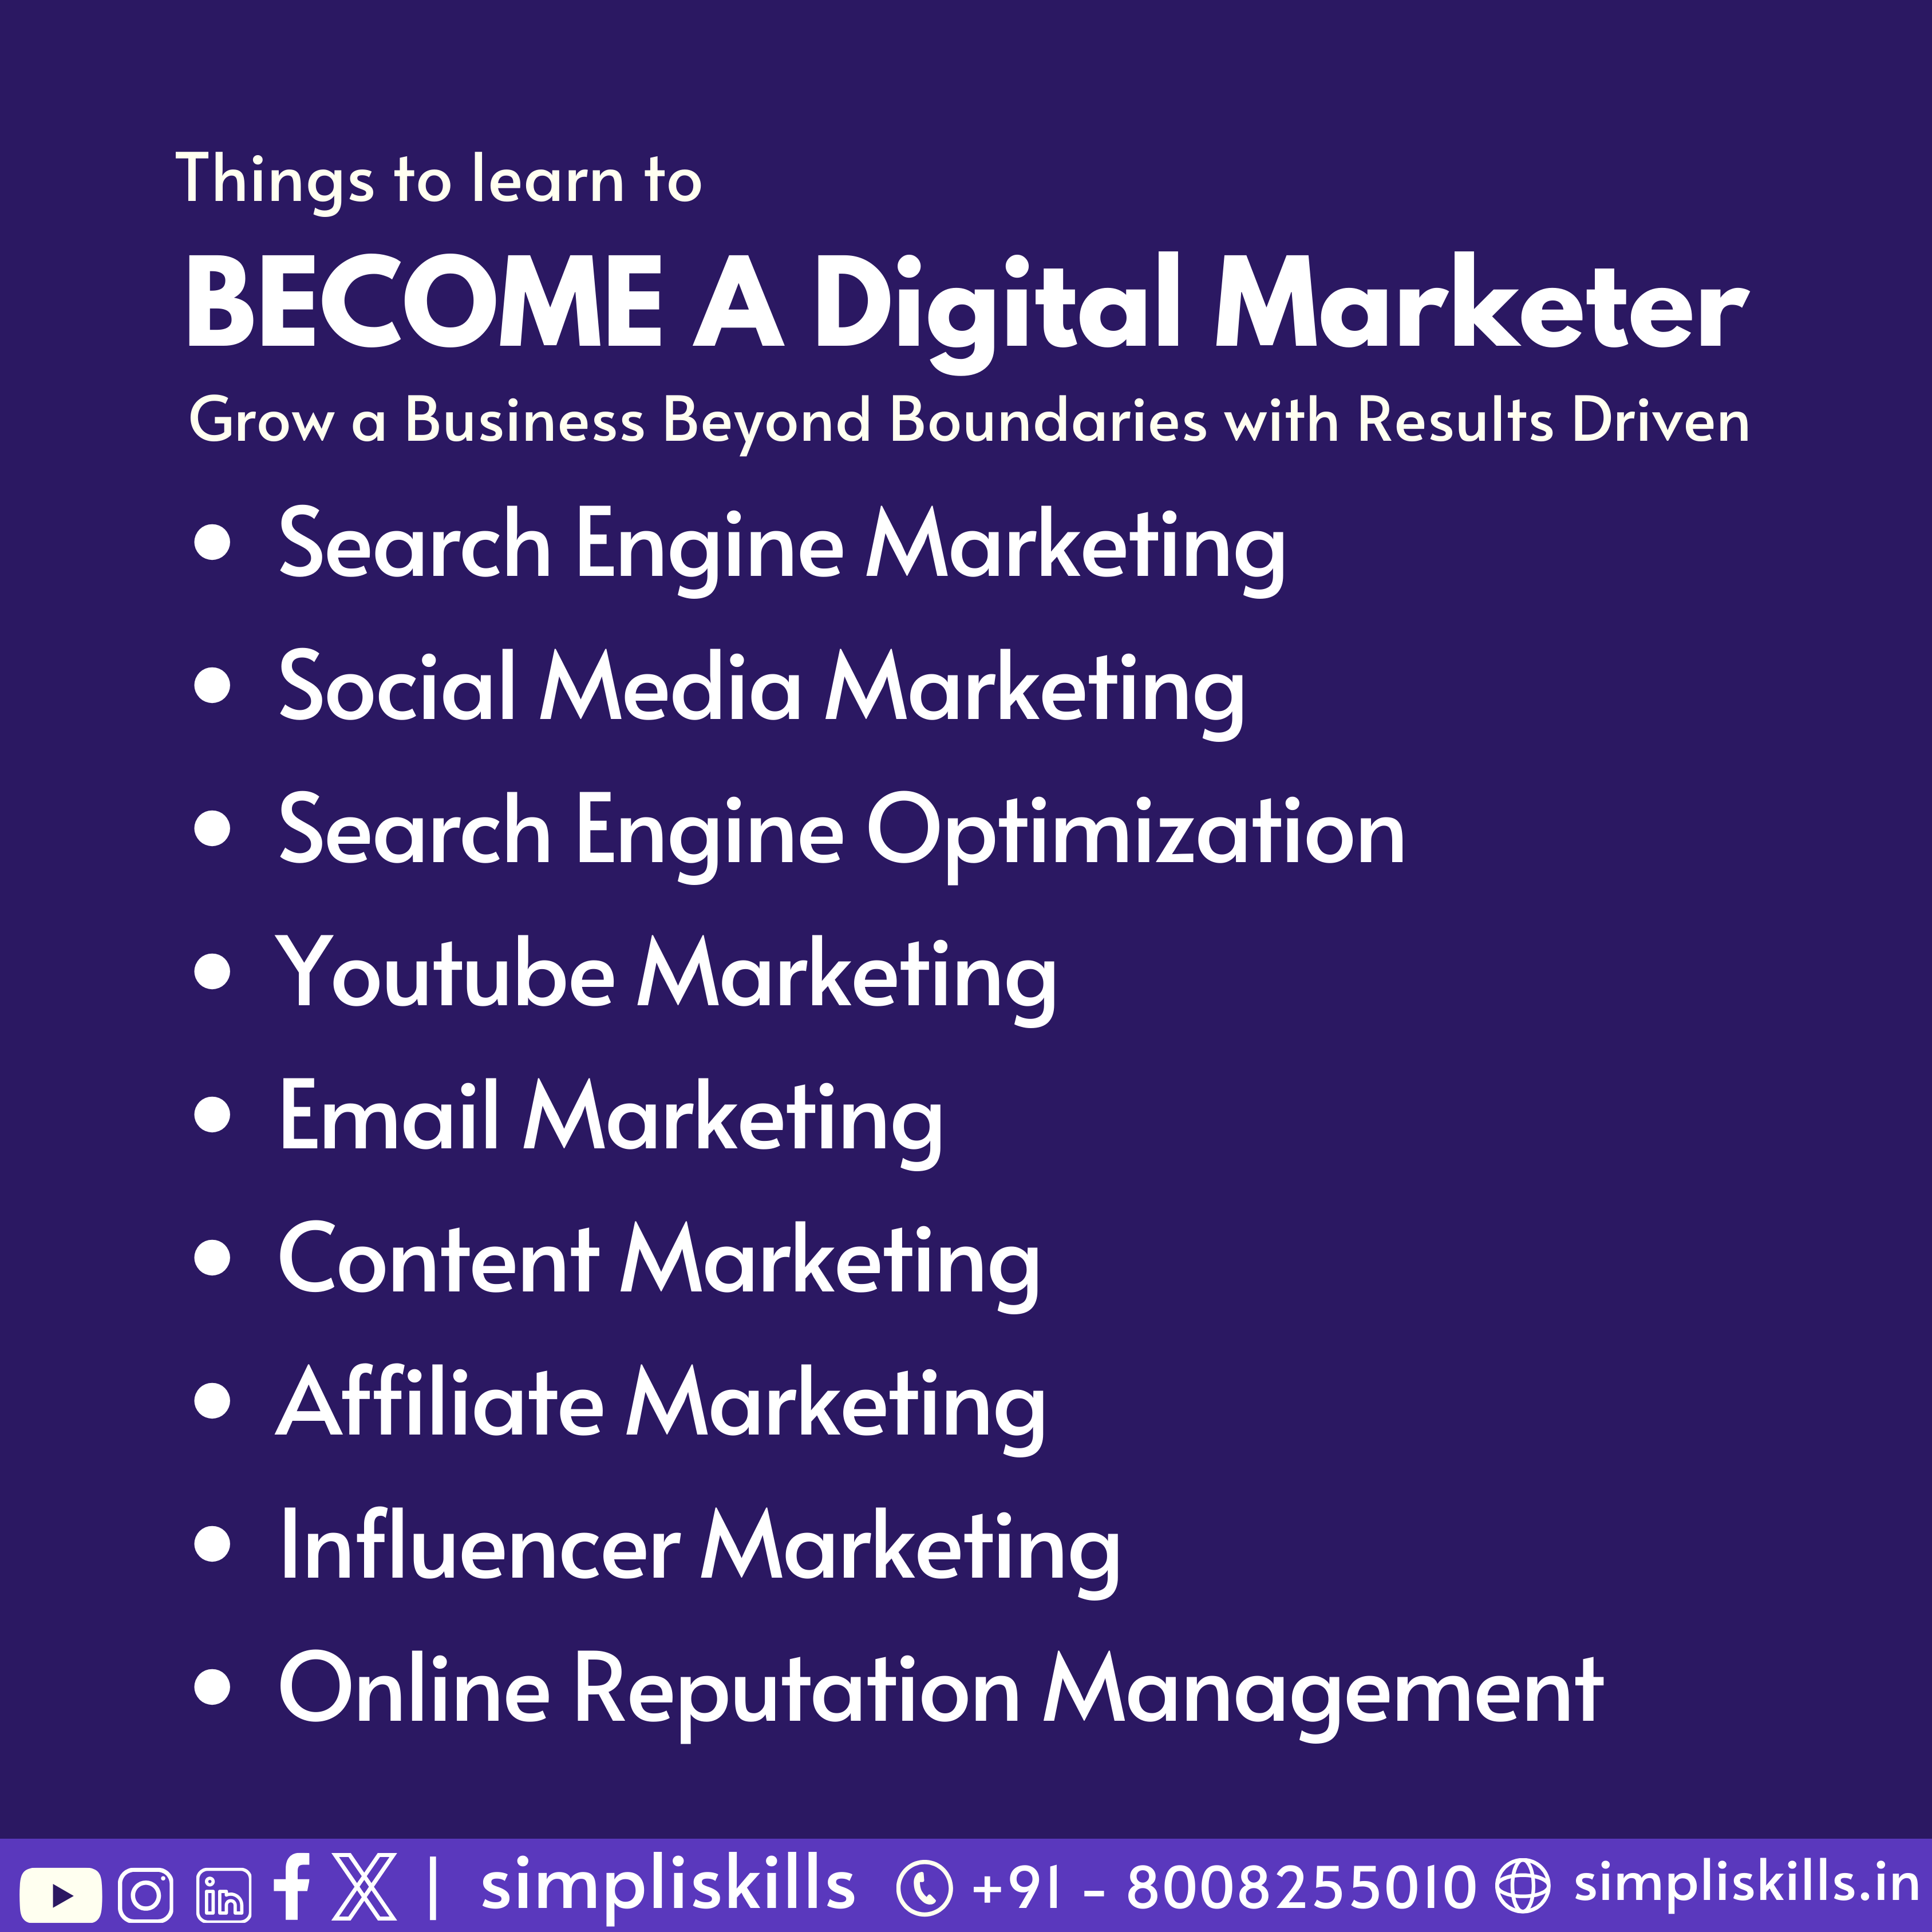 Things to learn to
BECOME A Digital Marketer
Grow a Business Beyond Boundaries with Results Driven
• Search Engine Marketing
• Social Media Marketing
• Search Engine Optimization
• Youtube Marketing
• Email Marketing
• Content Marketing
• Affiliate Marketing
• Influencer Marketing
• Online Reputation Management
| simpliskills +91 - 8008255010 simpliskills.in